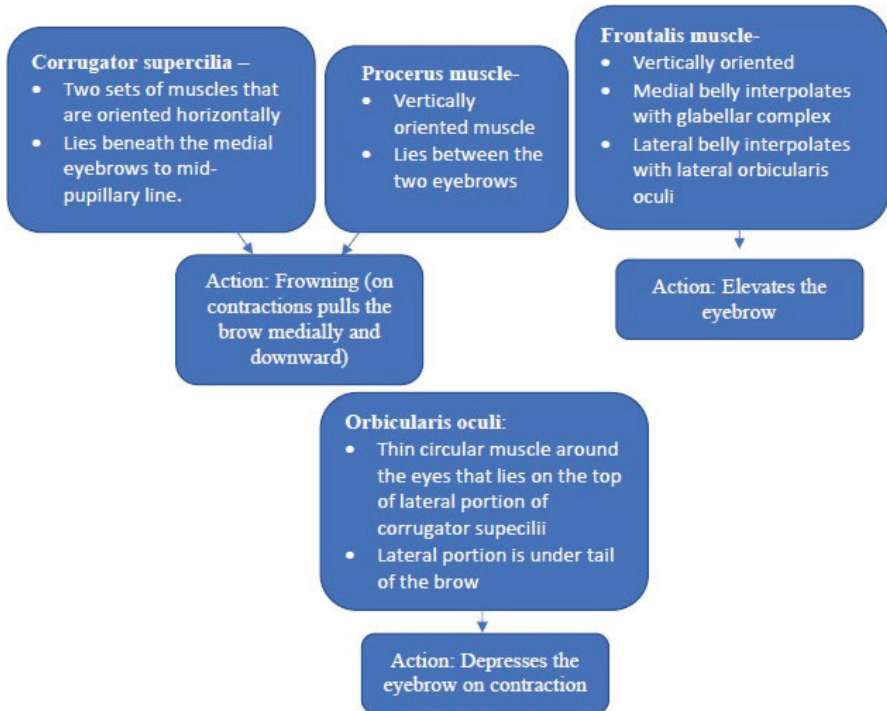 Corrugator supercilia –
• Two sets of muscles that
are oriented horizontally
• Lies beneath the medial
eyebrows to mid-
pupillary line.
Procerus muscle-
• Vertically
oriented muscle
• Lies between the
two eyebrows
Frontalis muscle-
• Vertically oriented
• Medial belly interpolates
with glabellar complex
• Lateral belly interpolates
with lateral orbicularis
oculi
Action: Frowning (on
contractions pulls the
brow medially and
downward)
Action: Elevates the
eyebrow
Orbicularis oculi:
• Thin circular muscle around
the eyes that lies on the top
of lateral portion of
corrugator supecilii
• Lateral portion is under tail
of the brow
Action: Depresses the
eyebrow on contraction